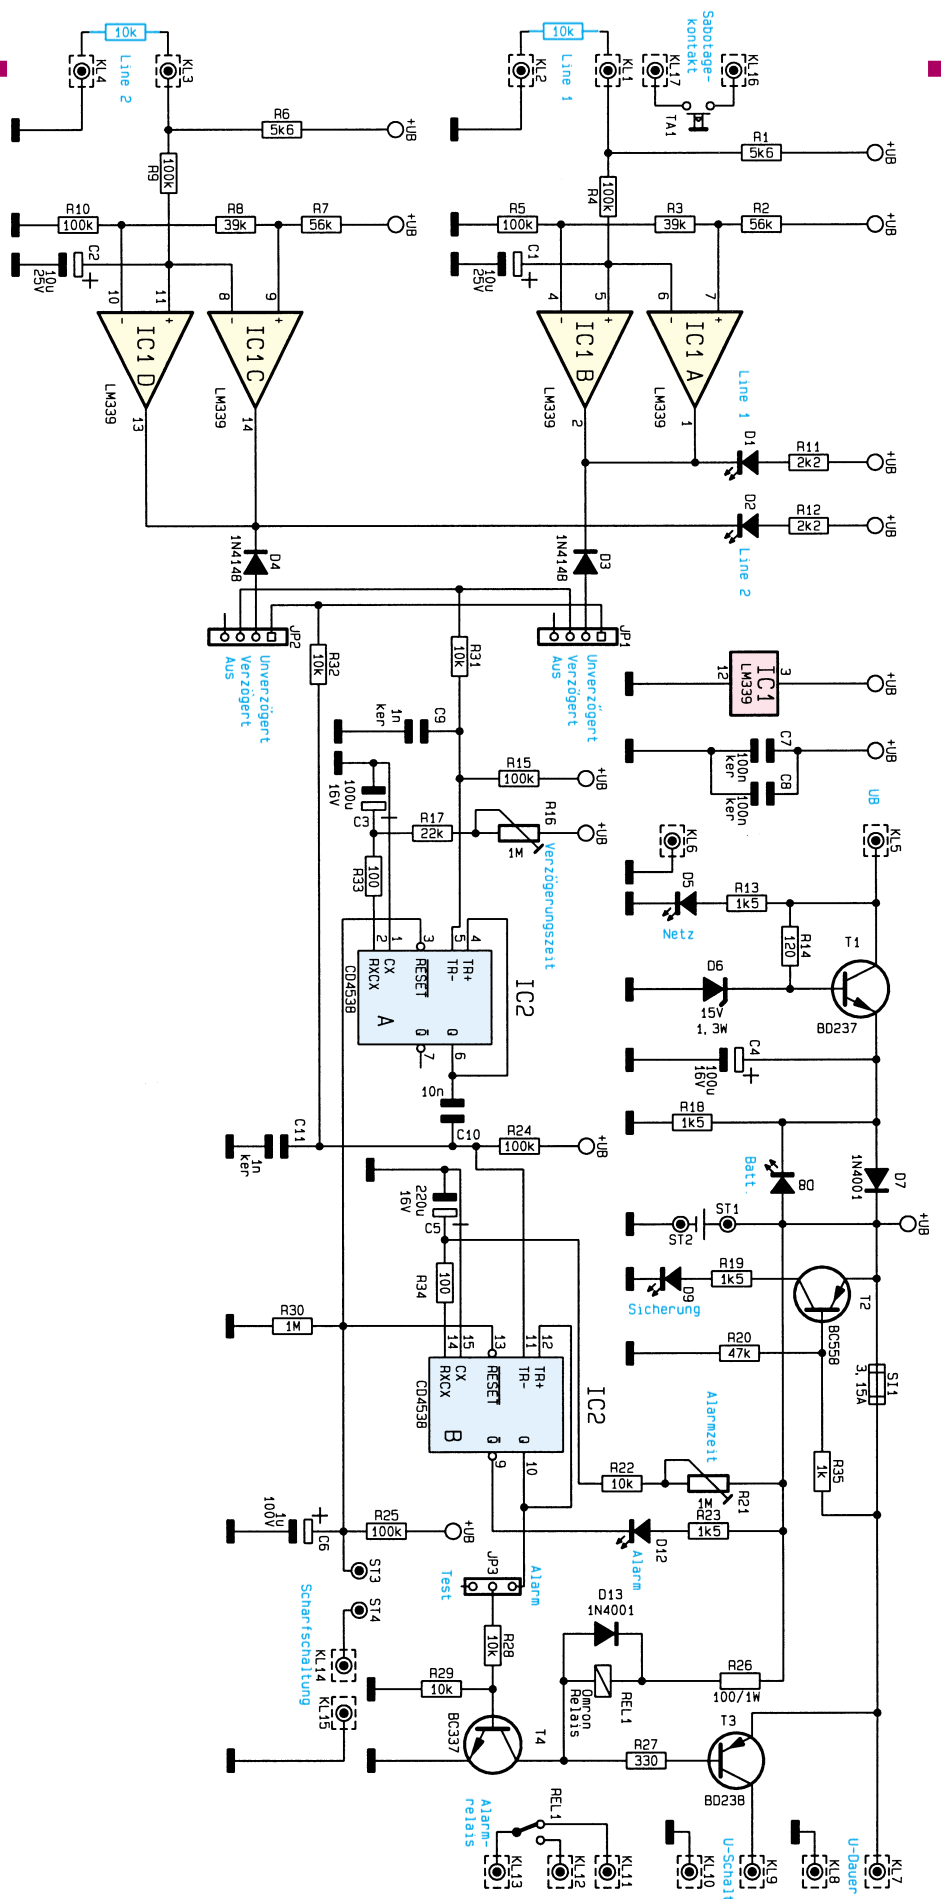 10k
KL4
KL3
Line 2
10k
KL2
KL1
Line 1
Sabotage-
kontakt
KL17
KL16
TA1
R6
5k6
+UB
R1
5k6
+UB
100k
R9
100k
R4
R10
100k
R8
39k
R7
56k
+UB
R5
100k
R3
39k
R2
56k
+UB
C2
10u
25V
+
C1
10u
25V
+
10
11
8
9
4
5
6
7
-
+
-
+
-
+
-
+
IC1 D
IC1 C
IC1 B
IC1 A
LM339
LM339
LM339
LM339
13
14
2
1
Line 1
D1
R11
2k2
+UB
D2
R12
2k2
+UB
Line 2
D4
1N4148
D3
1N4148
JP2
JP1
Unverzögert
Verzögert
Aus
Unverzögert
Verzögert
Aus
R32
10k
R31
10k
12
IC1
LM339
3
+UB
C9
1n
ker
C7
100n
ker
C8
100n
ker
+UB
R15
100k
+UB
100u
16V
C3
R17
22k
R16
1M
+UB
Verzögerungszeit
UB
KL5
KL6
100
R33
D5
Netz
R13
1k5
R14
120
T1
BD237
D6
15V
1,3W
2
1
3
5
4
RXCX
CX
RESET
TR-
TR+
CD4538
A
IC2
Q
Q
7
6
C4
100u
16V
+
10n
C10
R18
1k5
C11
1n
ker
R24
100k
+UB
Batt.
D8
D7
1N4001
220u
16V
C5
ST2
ST1
+UB
100
R34
D9
Sicherung
R19
1k5
T2
BC558
R30
1M
R20
47k
SI1
3,15A
14
15
13
11
12
RXCX
CX
RESET
TR-
TR+
CD4538
B
IC2
Q
Q
9
10
Alarmzeit
R35
1k
R22
10k
R21
1M
1u
100V
C6
+
R25
100k
+UB
R23
1k5
D12
Alarm
ST3
ST4
Scharfschaltung
JP3
Alarm
Test
D13
1N4001
R28
10k
KL14
KL15
R29
10k
REL1
Omron
Relais
R26
100/1W
BC337
T4
R27
330
T3
BD238
Alarm-
relais
REL1
KL13
KL12
KL11
KL10
KL9
U-Schalt
KL8
U-Dauer
KL7